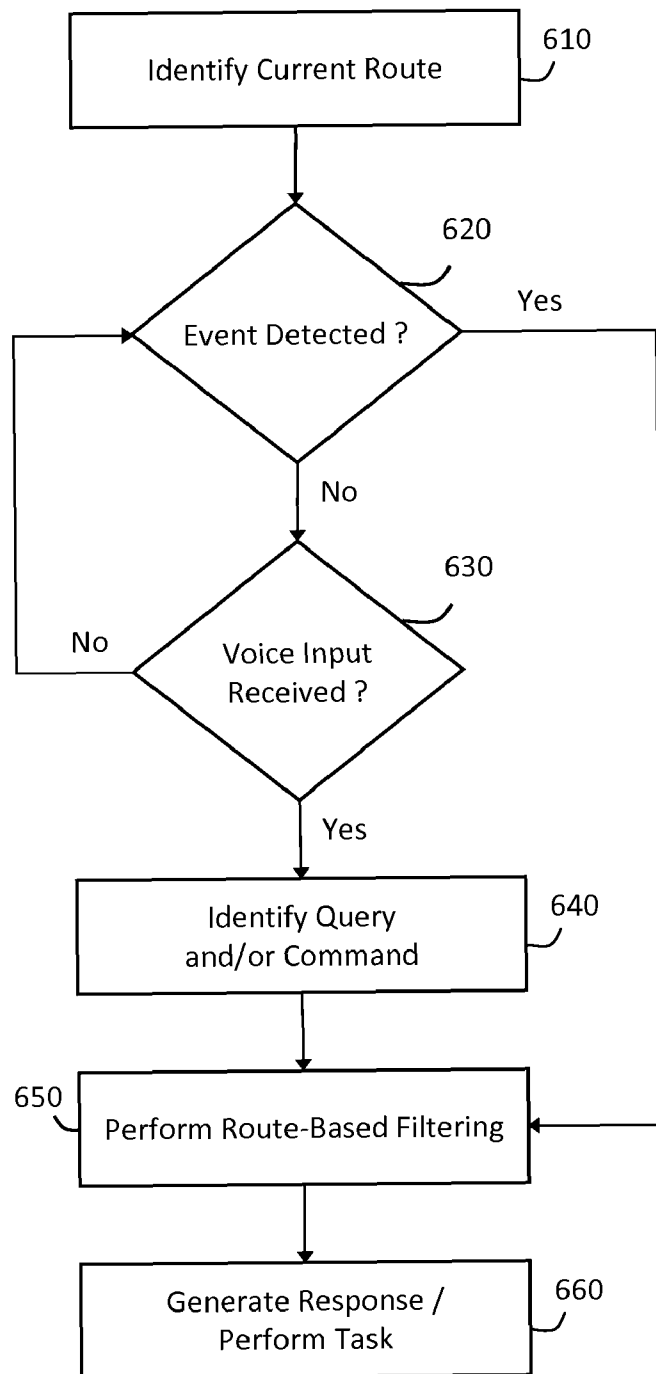 Identify Current Route
610
620
Event Detected ?
Yes
No
630
No
Voice Input
Received ?
Yes
Identify Query
and/or Command
640
650
Perform Route-Based Filtering
Generate Response /
Perform Task
660